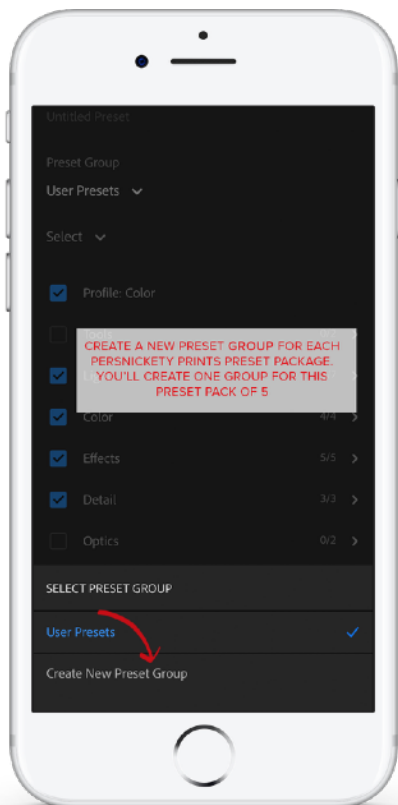 Untitled Preset
Preset Group
User Presets
Select
Profile: Color
CREATE A NEW PRESET GROUP FOR EACH
PERSNICKETY PRINTS PRESET PACKAGE.
YOU'LL CREATE ONE GROUP FOR THIS
PRESET PACK OF 5
Color 4/4
Effects 5/5
Detail 3/3
Optics 0/2
SELECT PRESET GROUP
User Presets
Create New Preset Group